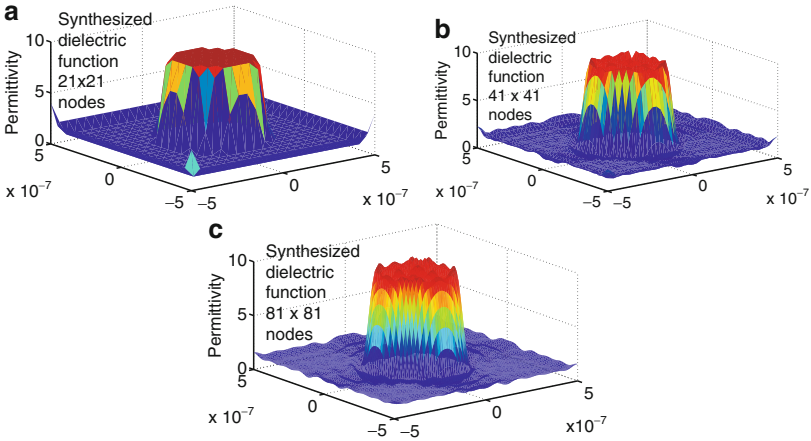 a
Synthesized
dielectric
function
21x21
nodes
Permittivity
10
5
0
5
0
−5
−5
0
5
x 10⁻⁷
x 10⁻⁷
b
Synthesized
dielectric
function
41 x 41
nodes
Permittivity
10
5
0
5
0
−5
−5
0
5
x 10⁻⁷
x 10⁻⁷
c
Synthesized
dielectric
function
81 x 81
nodes
Permittivity
10
5
0
5
0
−5
−5
0
5
x 10⁻⁷
x10⁻⁷